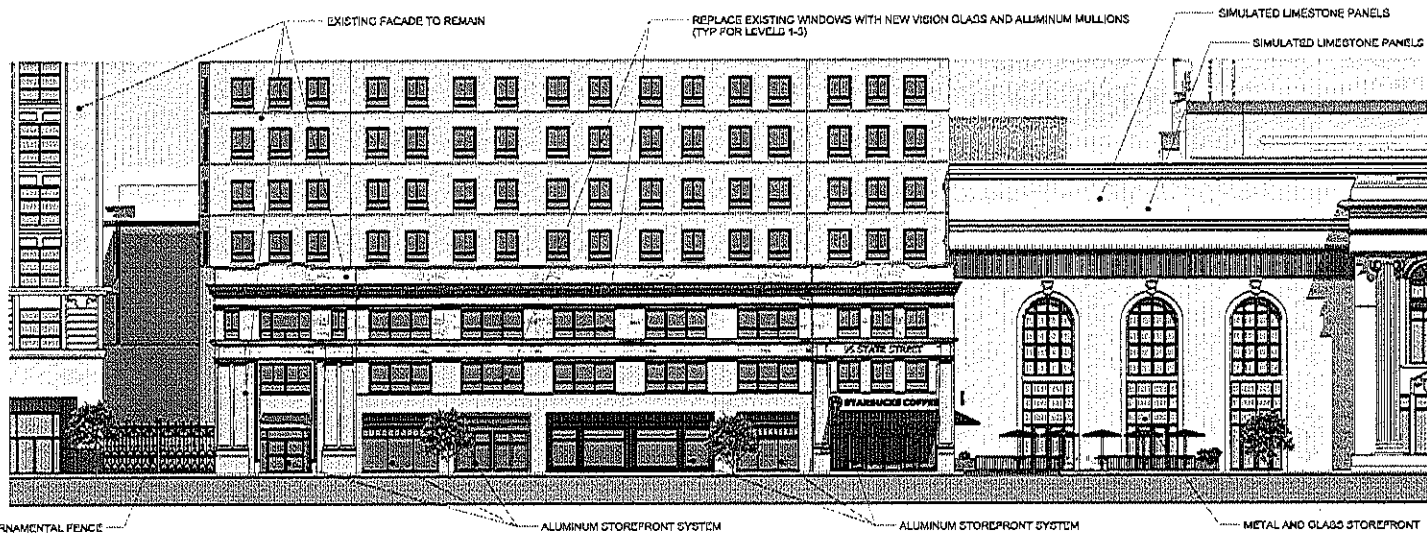 EXISTING FACADE TO REMAIN
REPLACE EXISTING WINDOWS WITH NEW VISION GLASS AND ALUMINUM MULLIONS
(TYP FOR LEVELS 1-3)
SIMULATED LIMESTONE PANELS
SIMULATED LIMESTONE PANELS
STATE STREET
STARBUCKS COFFEE
RNAMENTAL FENCE
ALUMINUM STOREFRONT SYSTEM
ALUMINUM STOREFRONT SYSTEM
METAL AND GLASS STOREFRONT